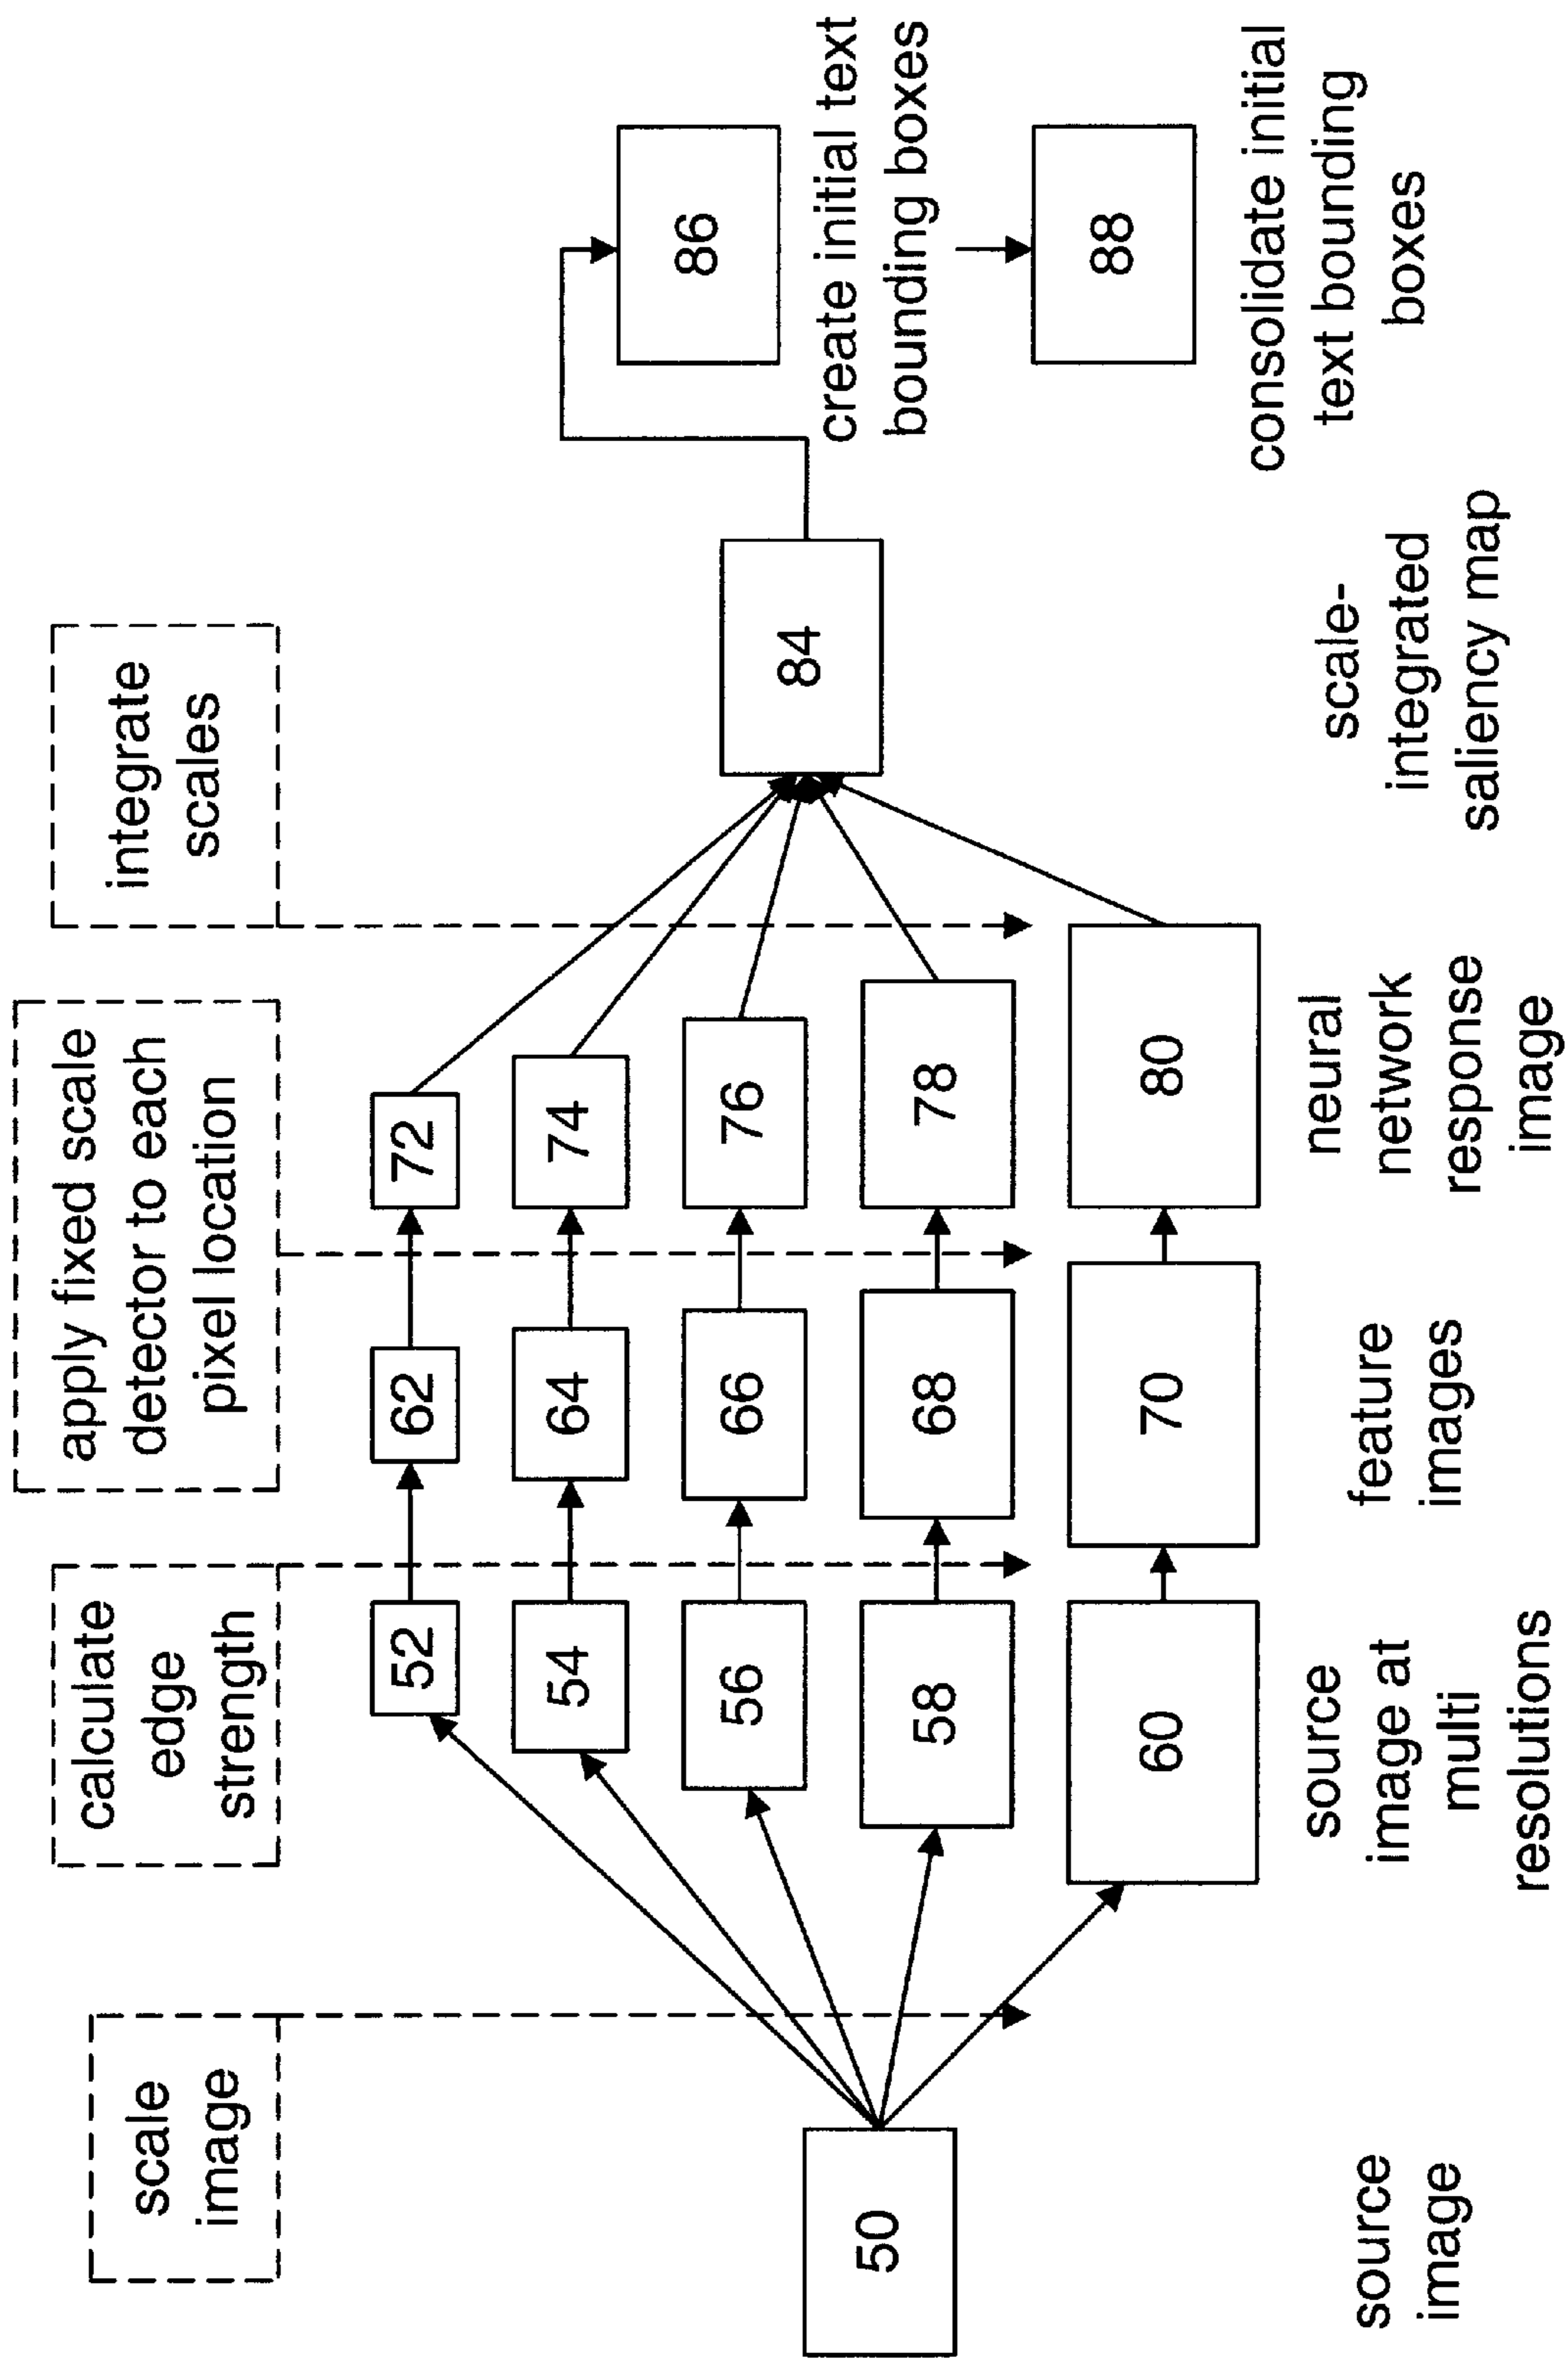 scale
image
calculate
edge
strength
apply fixed scale
detector to each
pixel location
integrate
scales
50
52
54
56
58
60
62
64
66
68
70
72
74
76
78
80
84
86
create initial text
bounding boxes
88
consolidate initial
text bounding
boxes
source
image
source
image at
multi
resolutions
feature
images
neural
network
response
image
scale-
integrated
saliency map